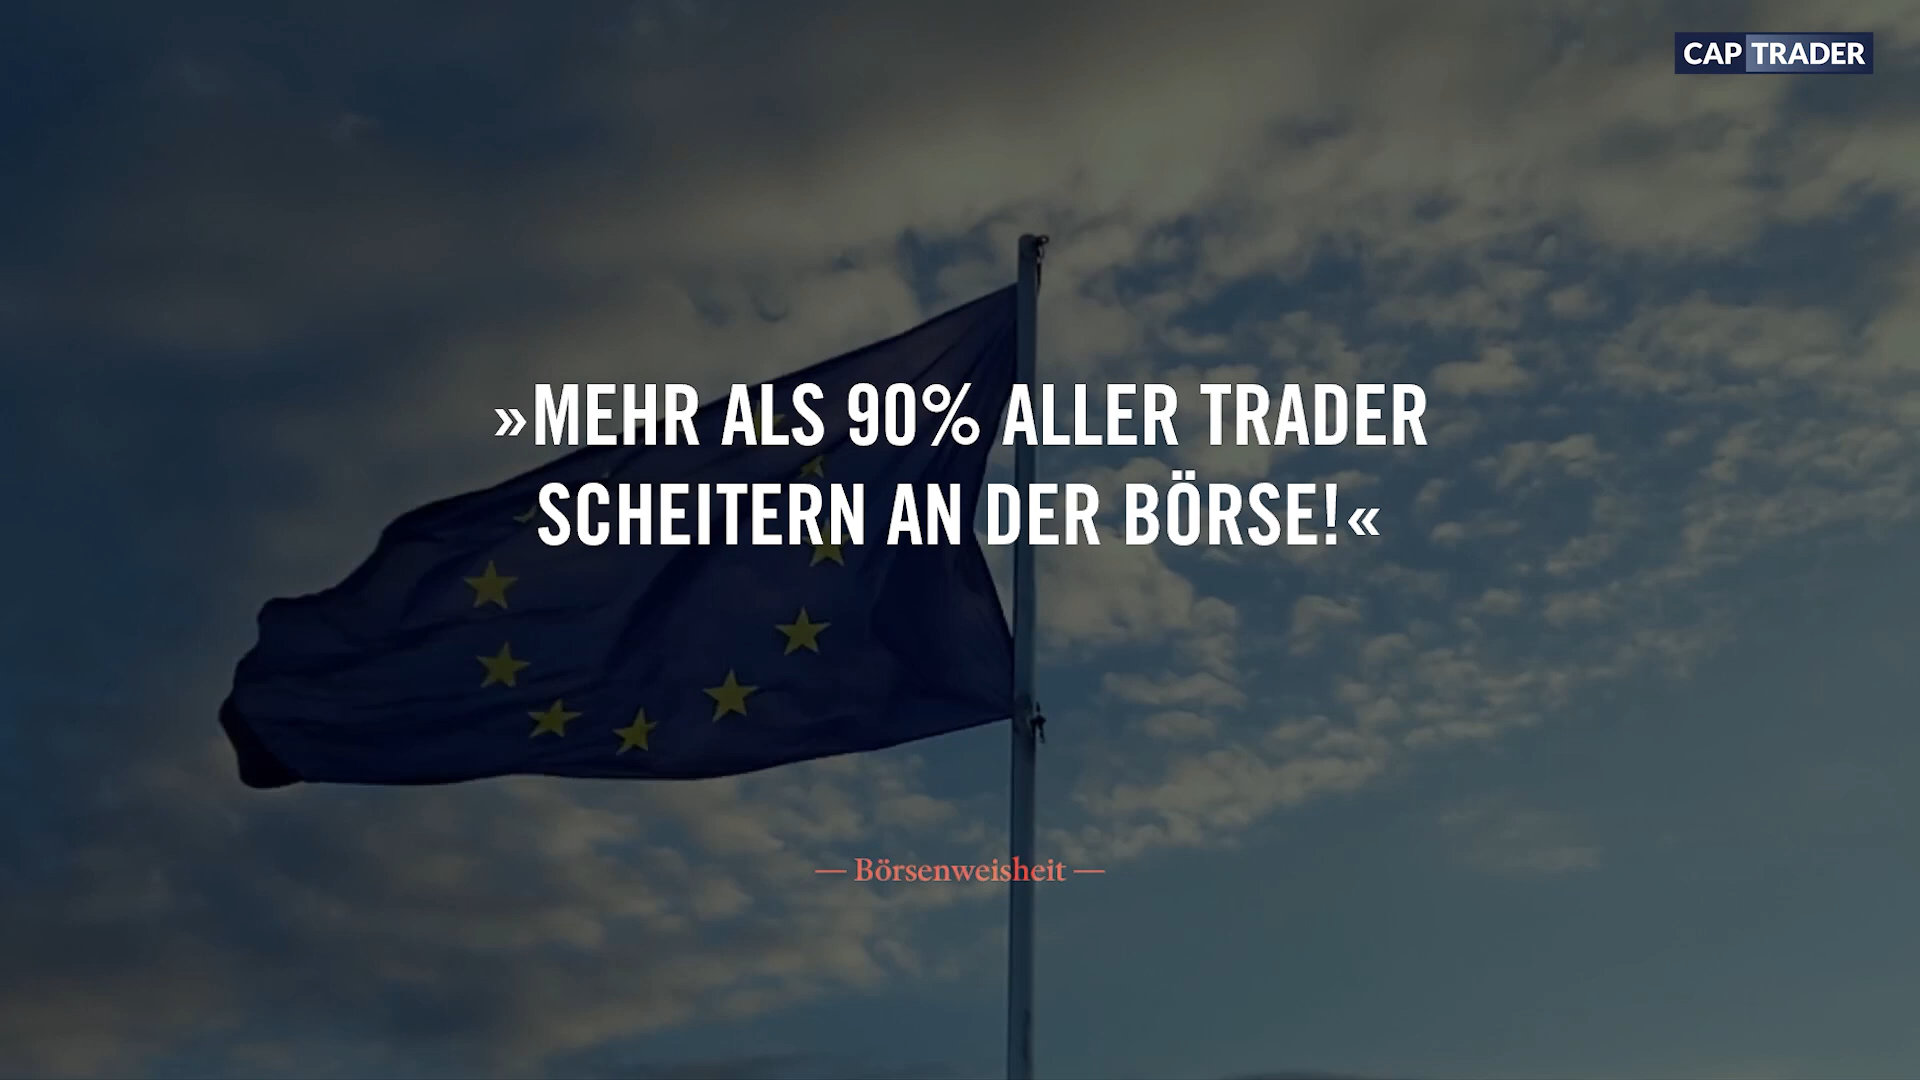 CAP TRADER
»MEHR ALS 90% ALLER TRADER
SCHEITERN AN DER BÖRSE!«
— Börsenweisheit —